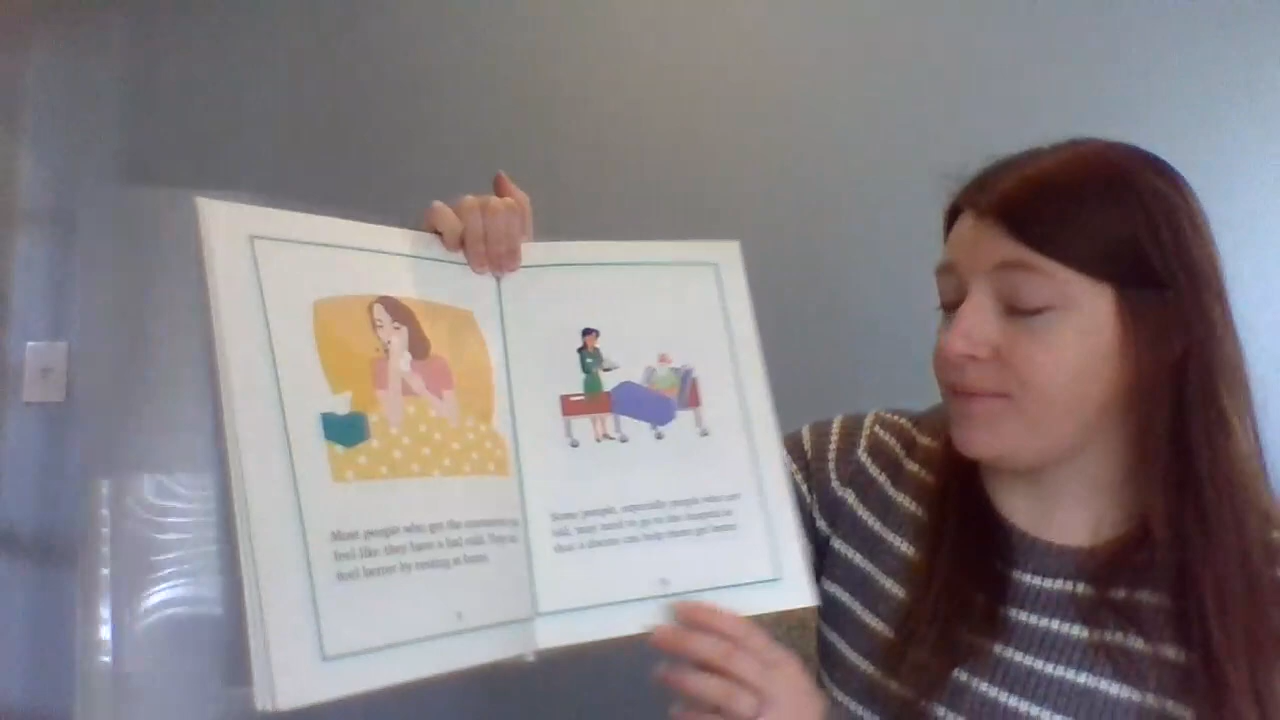 Most people who get the coronavirus
feel like they have a bad cold. They
feel better by resting at home.
Some people, especially people who are
old, may need to go to the hospital so
that a doctor can help them get better.